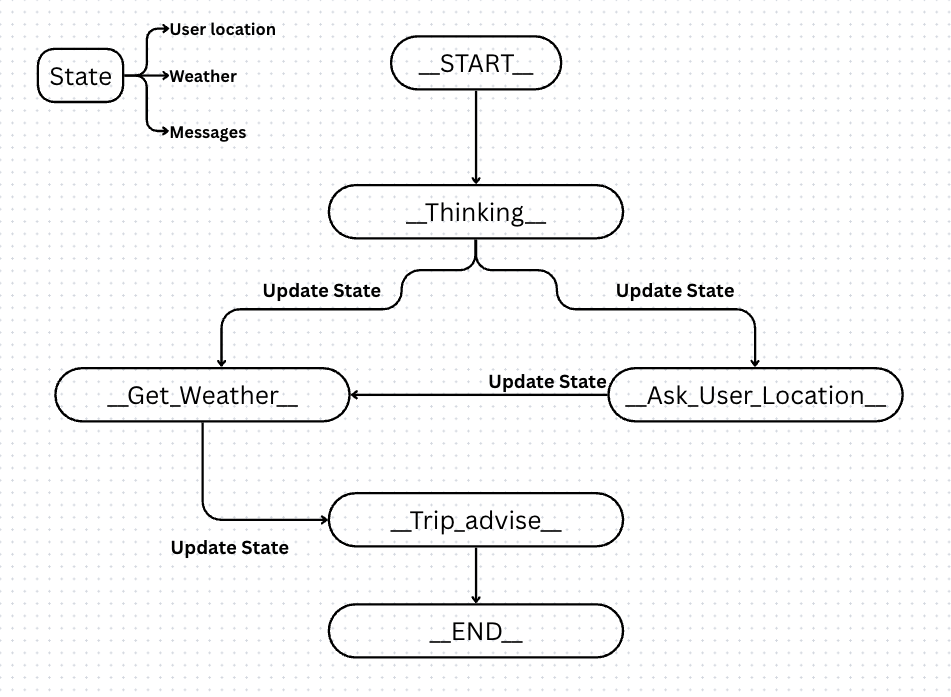 User location
State
Weather
Messages
__START__
__Thinking__
Update State
Update State
__Get_Weather__
Update State
__Ask_User_Location__
__Trip_advise__
Update State
__END__